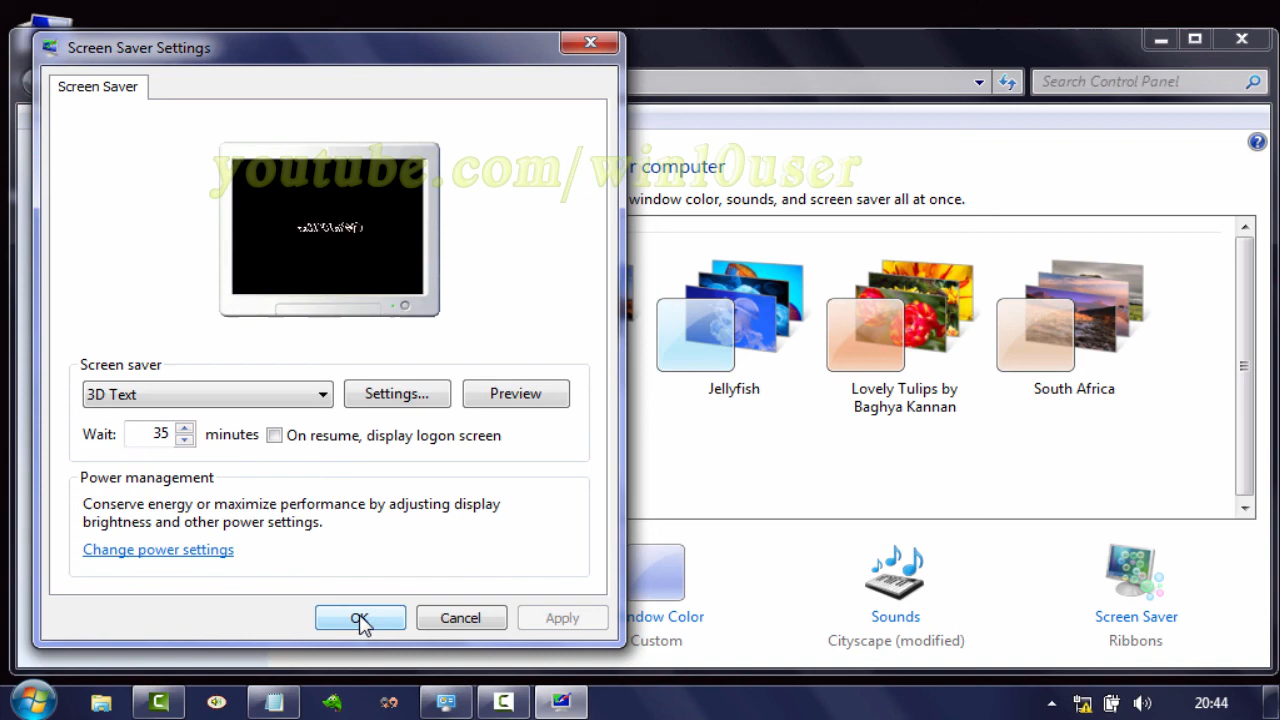 Screen Saver Settings
Screen Saver
Search Control Panel
youtube.com/win10user
r computer
window color, sounds, and screen saver all at once.
Jellyfish
Lovely Tulips by
Baghya Kannan
South Africa
Screen saver
3D Text
Settings...
Preview
Wait: 35 minutes
On resume, display logon screen
Power management
Conserve energy or maximize performance by adjusting display
brightness and other power settings.
Change power settings
OK
Cancel
Apply
ndow Color
Custom
Sounds
Cityscape (modified)
Screen Saver
Ribbons
20:44